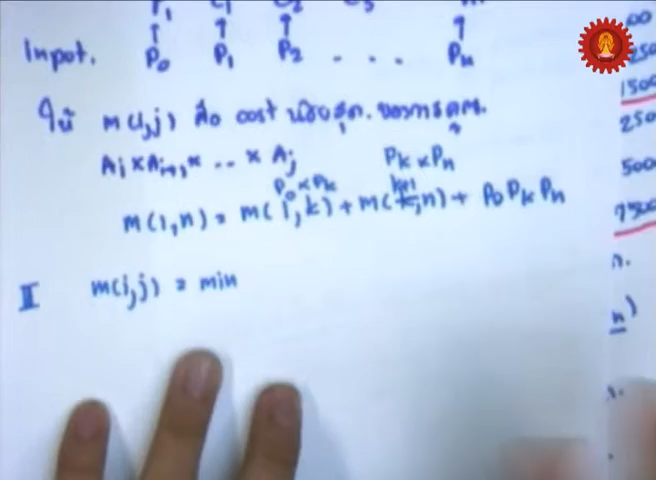 Input. P₀ P₁ P₂ . . . Pₙ
ให้ m(i,j) คือ cost น้อยสุด ของการคูณ.
Aᵢ × Aᵢ₊₁ × .. × Aⱼ
Pₖ × Pₙ
P₀ × Pₖ
k+1
m(1,n) = m(1,k) + m(k,n) + P₀ Pₖ Pₙ
II m(i,j) = min
250
1500
250
5000
7500
n)